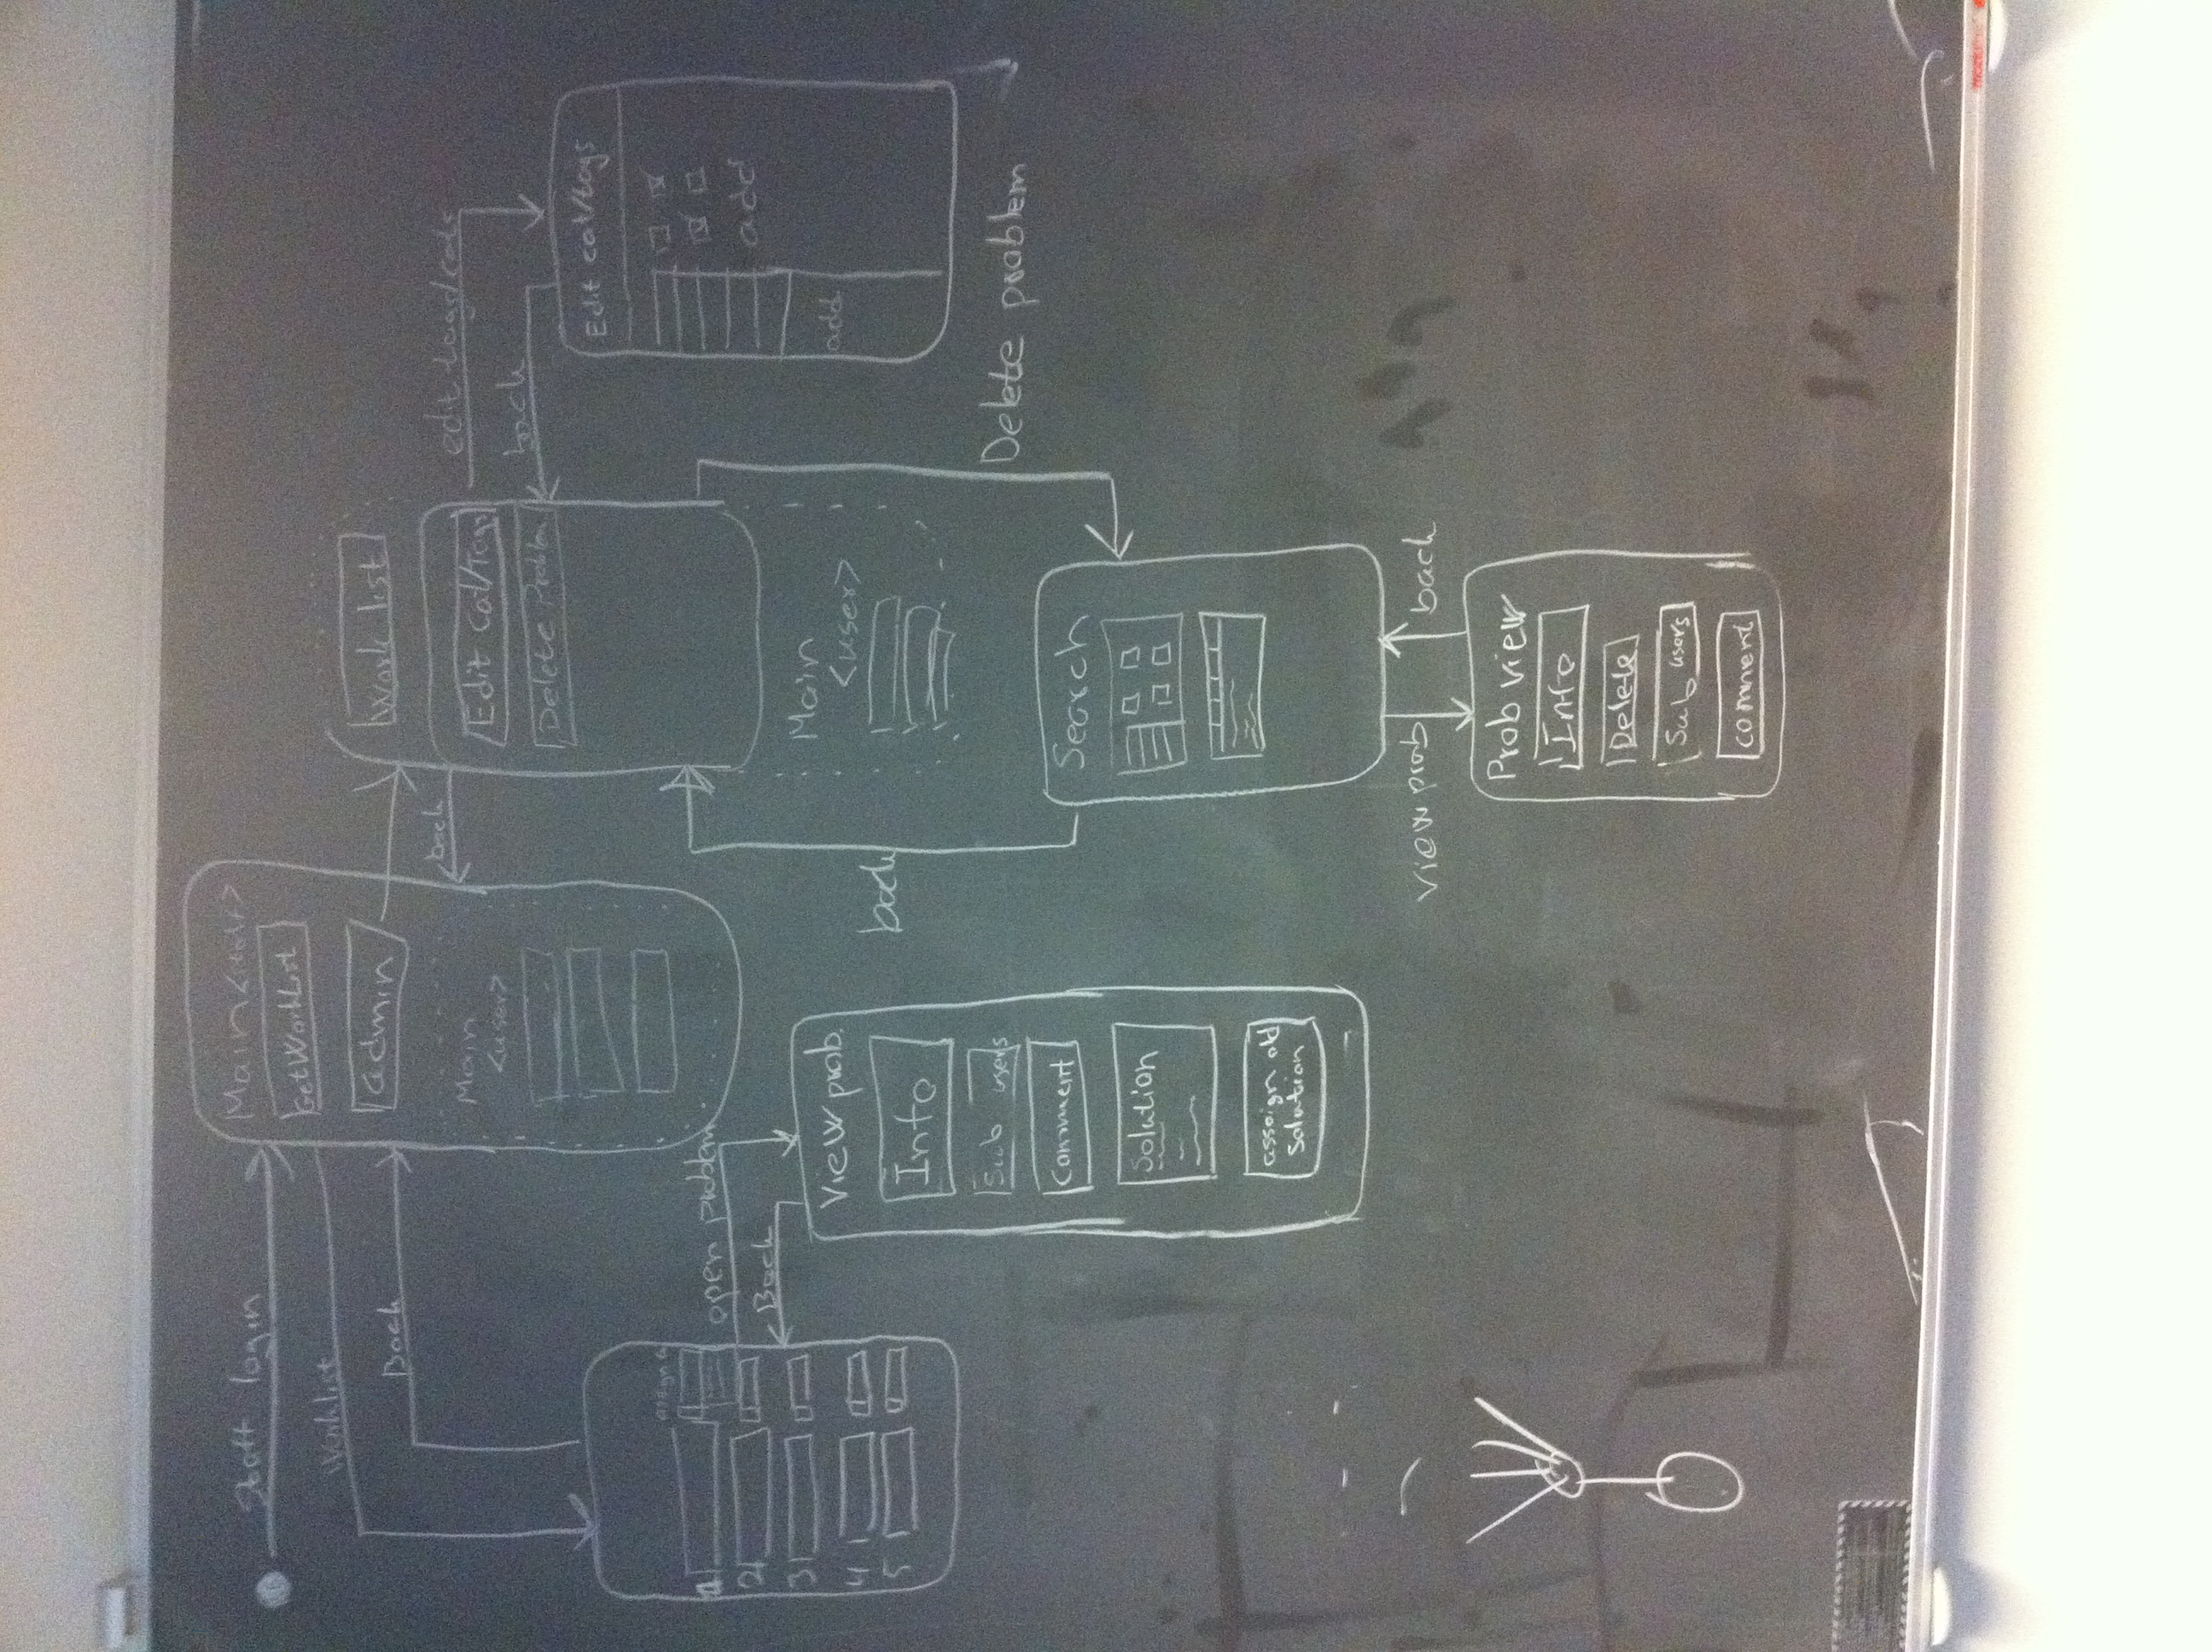 Staff login
Main <staff>
GetWorkList
Worklist
admin
Work list
Back
back
Main
<user>
Edit Cat/Tags
edit tags/cats
Delete Problem
back
Edit cat/tags
assign
1
open problem
2
Back
3
4
5
add
add
View prob.
Info
Sub users
Comment
Solution
assoign old
Solution
Main
<user>
back
Delete problem
Search
view prob
back
Prob view
Info
Delete
Sub users
comment